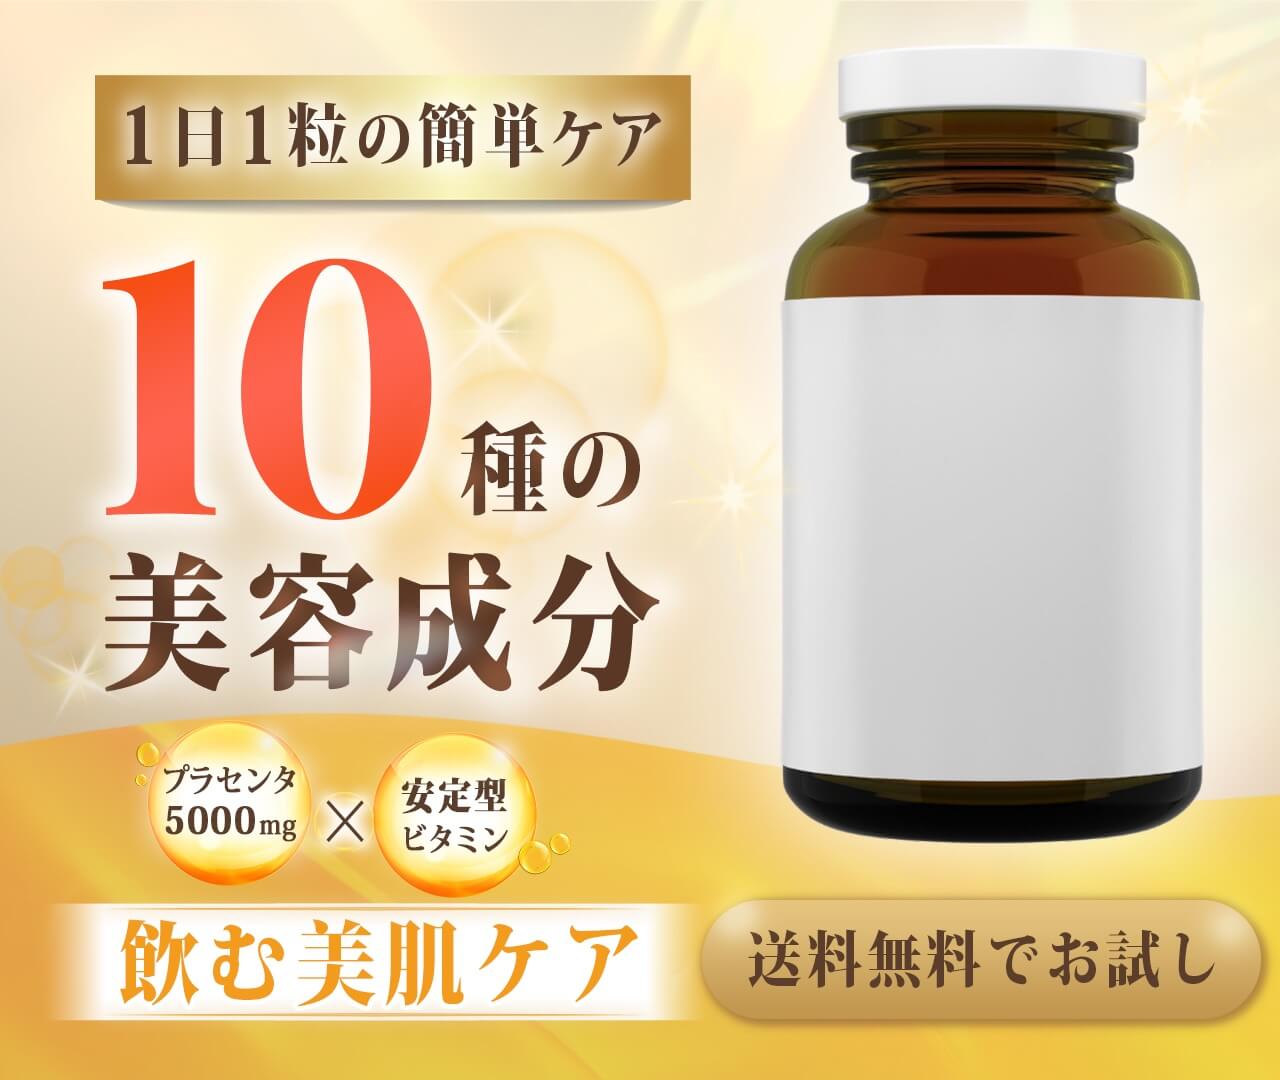 1日1粒の簡単ケア
10種の
美容成分
プラセンタ
5000mg
×
安定型
ビタミン
飲む美肌ケア
送料無料でお試し